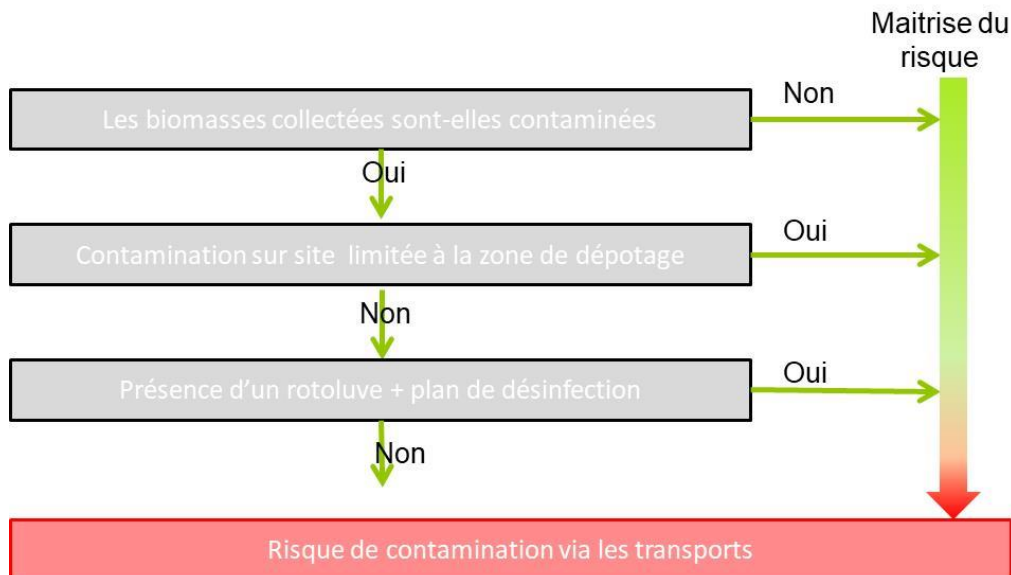 Maitrise du
risque
Les biomasses collectées sont-elles contaminées
Non
Oui
Contamination sur site limitée à la zone de dépotage
Oui
Non
Présence d'un rotoluve + plan de désinfection
Oui
Non
Risque de contamination via les transports